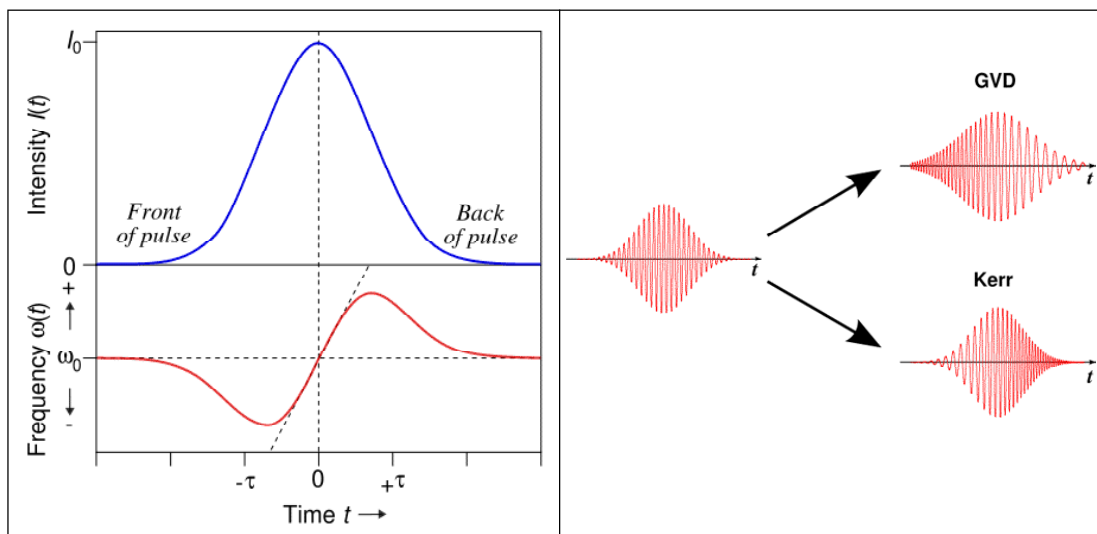 I₀
Intensity I(t)
Front
of pulse
Back
of pulse
0
+
Frequency ω(t)
ω₀
-
-τ
0
+τ
Time t →
t
GVD
t
Kerr
t